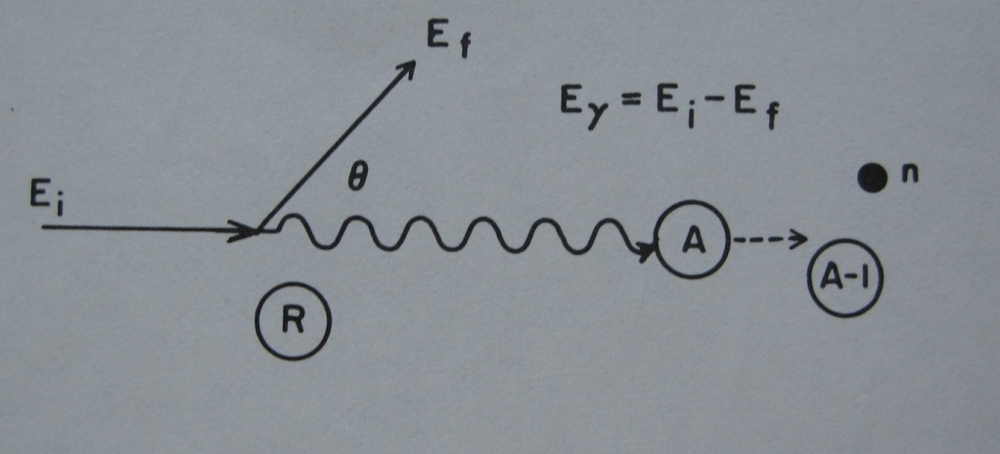 E_f
E_γ = E_i - E_f
n
θ
E_i
A
A-1
R